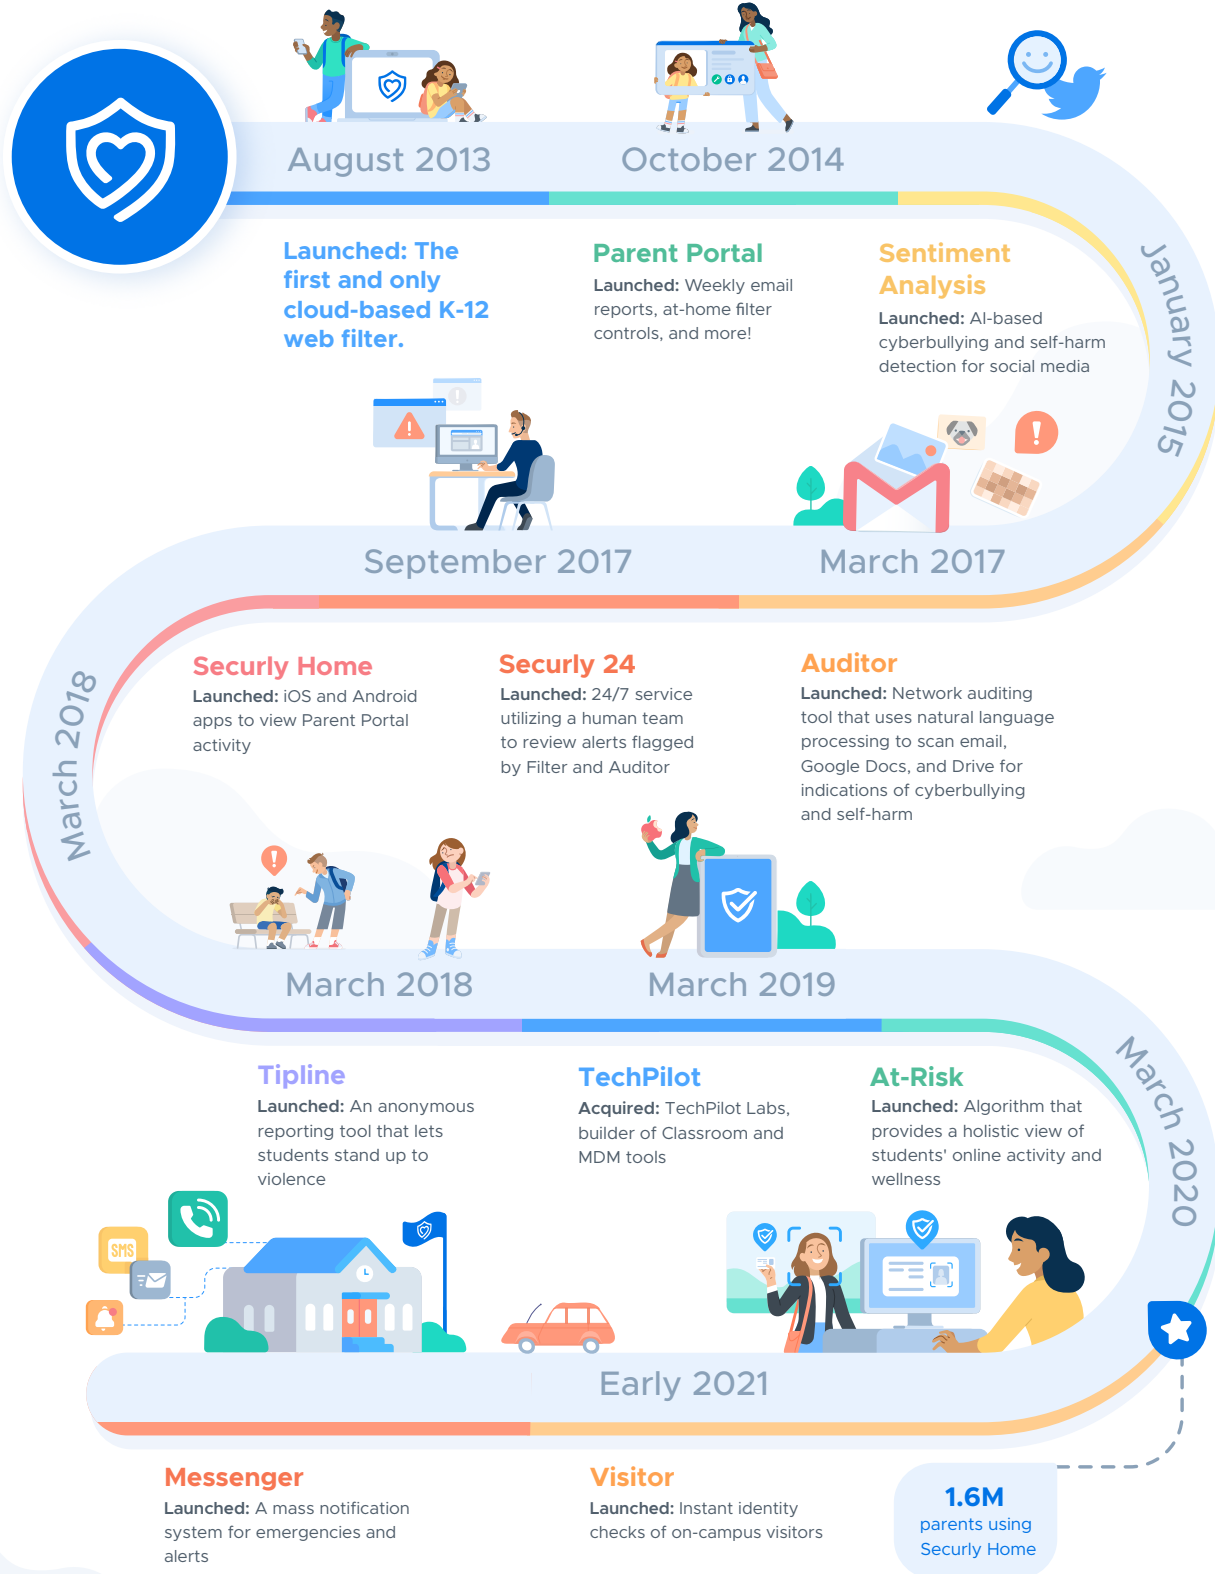 August 2013
October 2014
Launched: The
first and only
cloud-based K-12
web filter.
Parent Portal
Launched: Weekly email
reports, at-home filter
controls, and more!
Sentiment
Analysis
Launched: AI-based
cyberbullying and self-harm
detection for social media
January 2015
September 2017
March 2017
Securly Home
Launched: iOS and Android
apps to view Parent Portal
activity
Securly 24
Launched: 24/7 service
utilizing a human team
to review alerts flagged
by Filter and Auditor
Auditor
Launched: Network auditing
tool that uses natural language
processing to scan email,
Google Docs, and Drive for
indications of cyberbullying
and self-harm
March 2018
March 2018
March 2019
Tipline
Launched: An anonymous
reporting tool that lets
students stand up to
violence
TechPilot
Acquired: TechPilot Labs,
builder of Classroom and
MDM tools
At-Risk
Launched: Algorithm that
provides a holistic view of
students' online activity and
wellness
March 2020
SMS
Early 2021
Messenger
Launched: A mass notification
system for emergencies and
alerts
Visitor
Launched: Instant identity
checks of on-campus visitors
1.6M
parents using
Securly Home